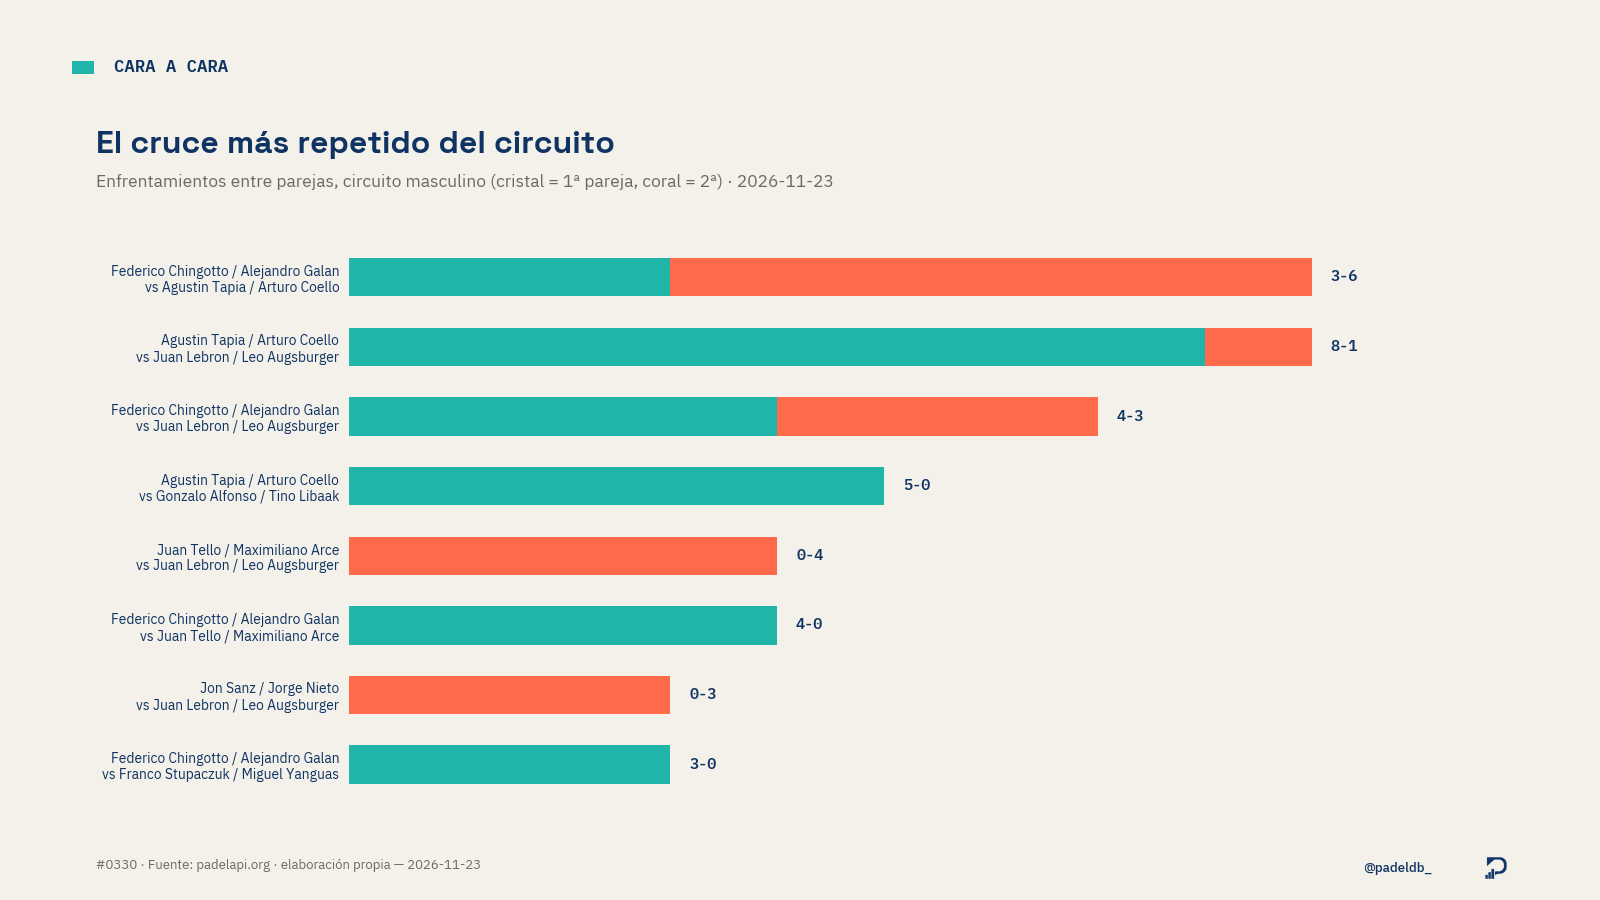 CARA A CARA
El cruce más repetido del circuito
Enfrentamientos entre parejas, circuito masculino (cristal = 1ª pareja, coral = 2ª) · 2026-11-23
Federico Chingotto / Alejandro Galan
vs Agustin Tapia / Arturo Coello
3-6
Agustin Tapia / Arturo Coello
vs Juan Lebron / Leo Augsburger
8-1
Federico Chingotto / Alejandro Galan
vs Juan Lebron / Leo Augsburger
4-3
Agustin Tapia / Arturo Coello
vs Gonzalo Alfonso / Tino Libaak
5-0
Juan Tello / Maximiliano Arce
vs Juan Lebron / Leo Augsburger
0-4
Federico Chingotto / Alejandro Galan
vs Juan Tello / Maximiliano Arce
4-0
Jon Sanz / Jorge Nieto
vs Juan Lebron / Leo Augsburger
0-3
Federico Chingotto / Alejandro Galan
vs Franco Stupaczuk / Miguel Yanguas
3-0
#0330 · Fuente: padelapi.org · elaboración propia — 2026-11-23
@padeldb_